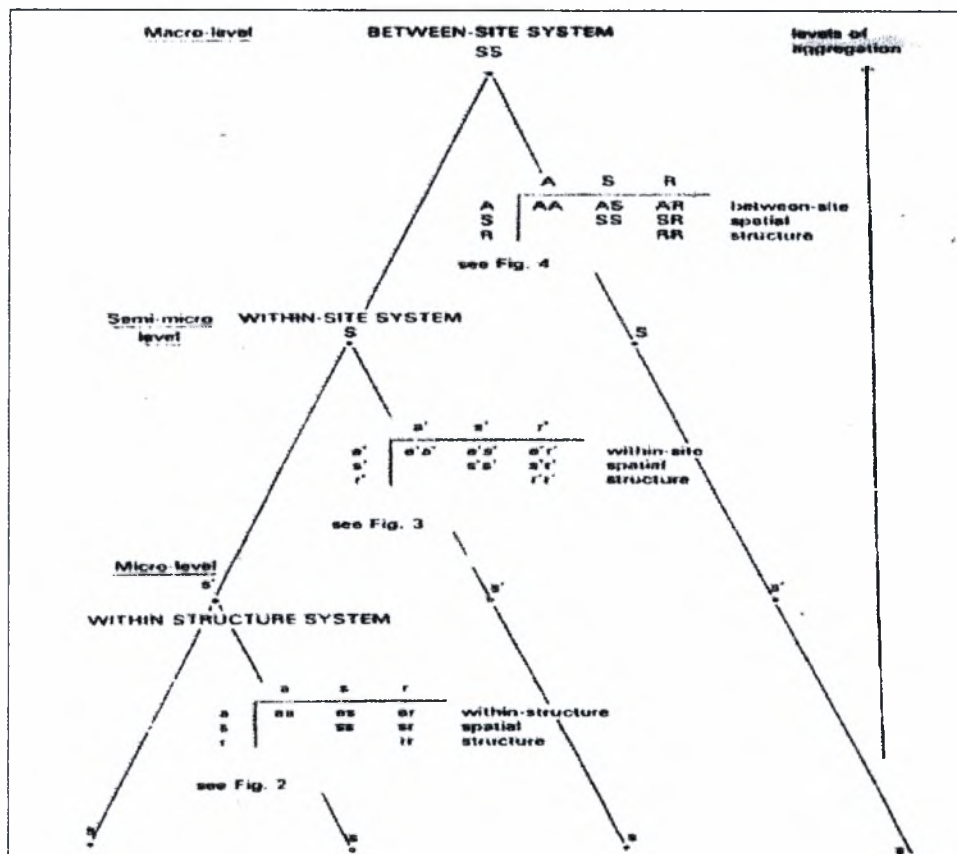 Macro-level
BETWEEN-SITE SYSTEM
SS
levels of
aggregation
A S R
A AA AS AR between-site
S SS SR spatial
R RR structure
see Fig. 4
Semi-micro
level
WITHIN-SITE SYSTEM
S
S
a' s' r'
a' a's' a'r' within-site
s' s's' s'r' spatial
r' r'r' structure
see Fig. 3
Micro-level
s'
s'
s'
WITHIN STRUCTURE SYSTEM
a s r
a aa as ar within-structure
s ss sr spatial
r rr structure
see Fig. 2
s
s
s
s